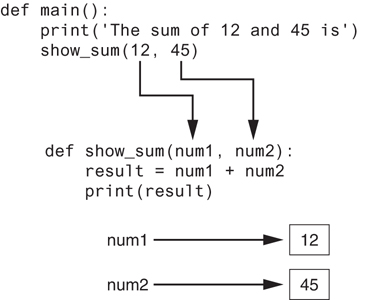 def main():
    print('The sum of 12 and 45 is')
    show_sum(12, 45)
def show_sum(num1, num2):
    result = num1 + num2
    print(result)
num1 12
num2 45